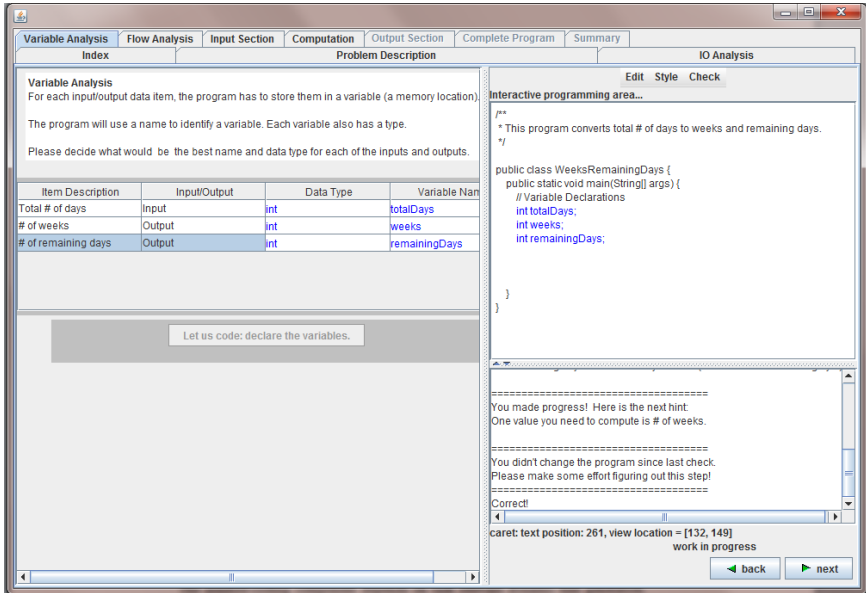 Variable Analysis Flow Analysis Input Section Computation Output Section Complete Program Summary
Index Problem Description IO Analysis
Variable Analysis
For each input/output data item, the program has to store them in a variable (a memory location).
The program will use a name to identify a variable. Each variable also has a type.
Please decide what would be the best name and data type for each of the inputs and outputs.
Item Description Input/Output Data Type Variable Nam
Total # of days Input int totalDays
# of weeks Output int weeks
# of remaining days Output int remainingDays
Let us code: declare the variables.
Edit Style Check
Interactive programming area...
/**
* This program converts total # of days to weeks and remaining days.
*/
public class WeeksRemainingDays {
public static void main(String[] args) {
// Variable Declarations
int totalDays;
int weeks;
int remainingDays;
}
}
====================================
You made progress! Here is the next hint:
One value you need to compute is # of weeks.
====================================
You didn't change the program since last check.
Please make some effort figuring out this step!
====================================
Correct!
caret: text position: 261, view location = [132, 149]
work in progress
back next